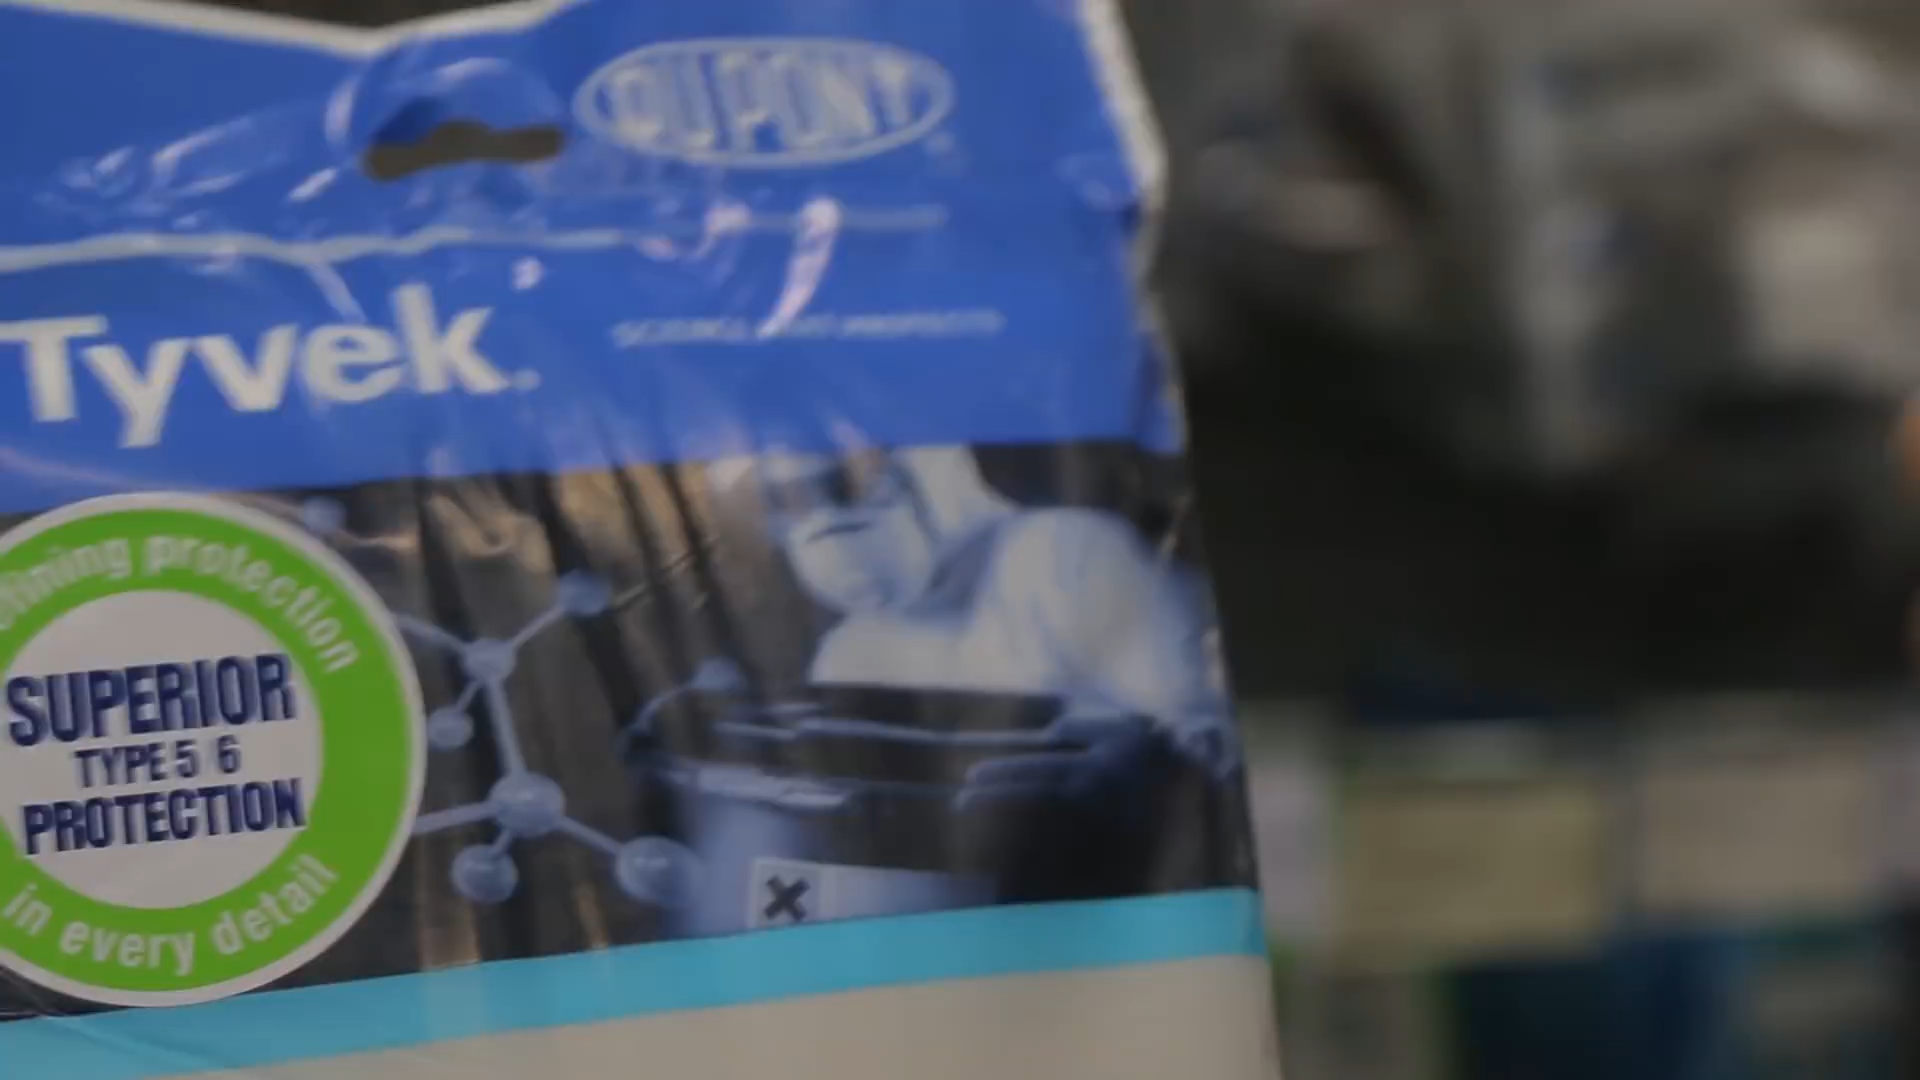 DUPONT
Tyvek.
protection
SUPERIOR
TYPE 5 6
PROTECTION
in every detail